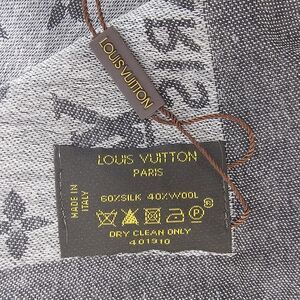 LOUIS VUITTON
LOUIS VUITTON
PARIS
MADE IN
ITALY
60%SILK 40%WOOL
P
DRY CLEAN ONLY
401910